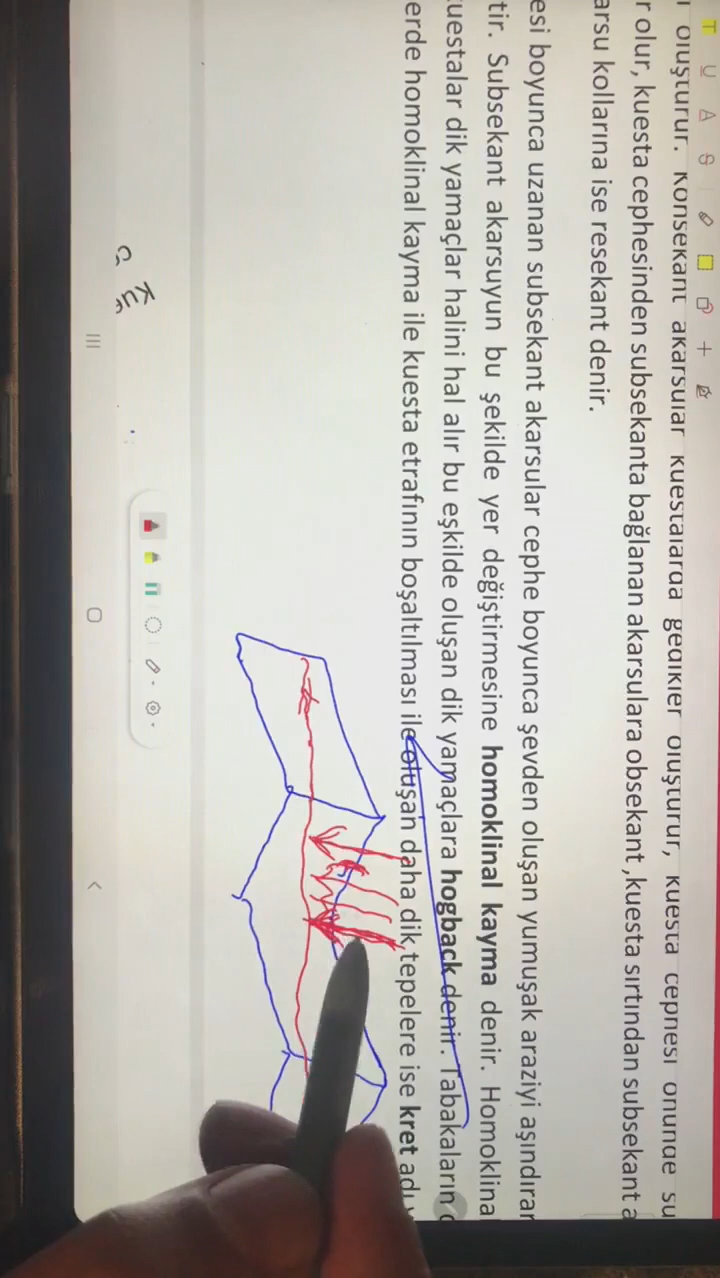 oluşturur. Konsekant akarsular kuestalarda gedikler oluşturur, kuesta cephesi önünde su
r olur, kuesta cephesinden subsekanta bağlanan akarsulara obsekant ,kuesta sırtından subsekant a
arsu kollarına ise resekant denir.
esi boyunca uzanan subsekant akarsular cephe boyunca şevden oluşan yumuşak araziyi aşındırar
tir. Subsekant akarsuyun bu şekilde yer değiştirmesine homoklinal kayma denir. Homoklina
uestalar dik yamaçlar halini hal alır bu eşkilde oluşan dik yamaçlara hogback denir. Tabakaların
erde homoklinal kayma ile kuesta etrafının boşaltılması ile oluşan daha dik tepelere ise kret adı